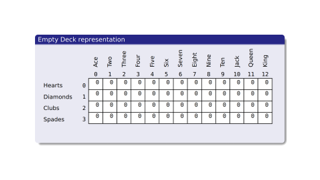 Empty Deck representation
Ace Two Three Four Five Six Seven Eight Nine Ten Jack Queen King
0 1 2 3 4 5 6 7 8 9 10 11 12
Hearts 0 0 0 0 0 0 0 0 0 0 0 0 0 0
Diamonds 1 0 0 0 0 0 0 0 0 0 0 0 0 0
Clubs 2 0 0 0 0 0 0 0 0 0 0 0 0 0
Spades 3 0 0 0 0 0 0 0 0 0 0 0 0 0